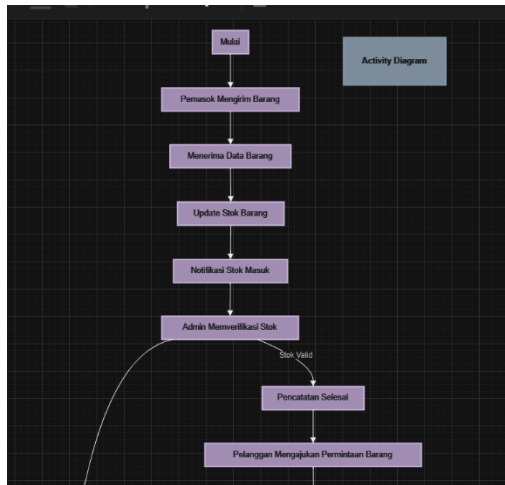 Mulai
Activity Diagram
Pemasok Mengirim Barang
Menerima Data Barang
Update Stok Barang
Notifikasi Stok Masuk
Admin Memverifikasi Stok
Stok Valid
Pencatatan Selesai
Pelanggan Mengajukan Permintaan Barang